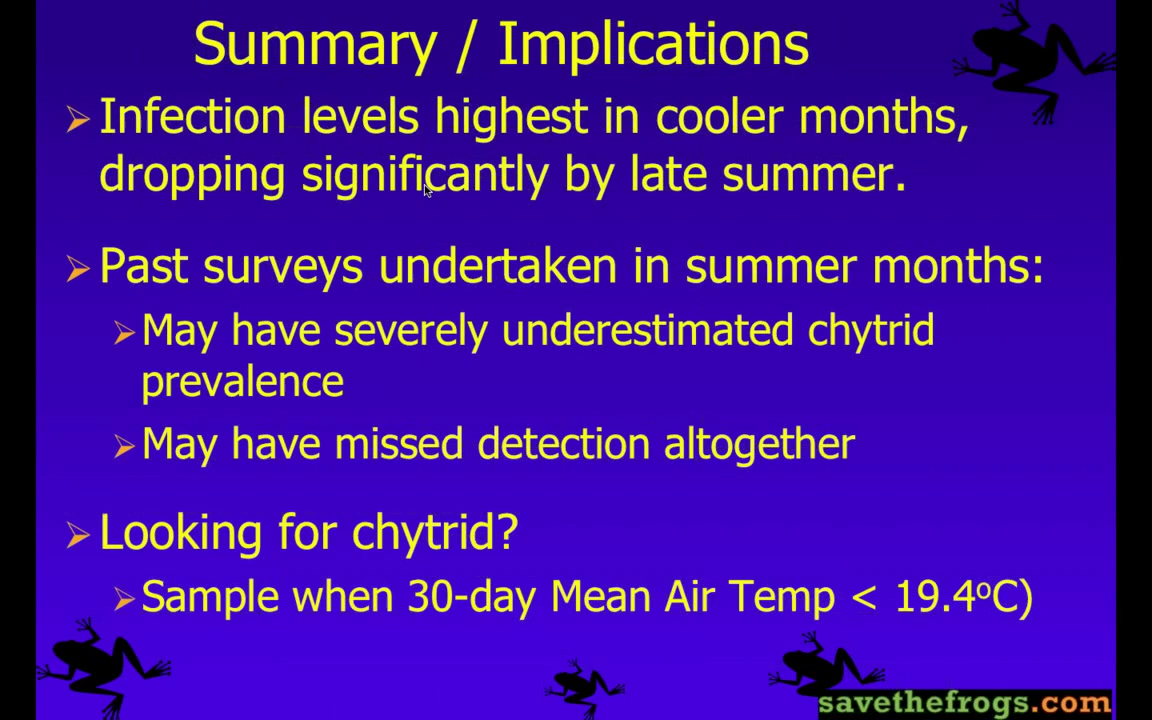 Summary / Implications
Infection levels highest in cooler months,
dropping significantly by late summer.
Past surveys undertaken in summer months:
May have severely underestimated chytrid
prevalence
May have missed detection altogether
Looking for chytrid?
Sample when 30-day Mean Air Temp < 19.4ºC)
savethefrogs.com